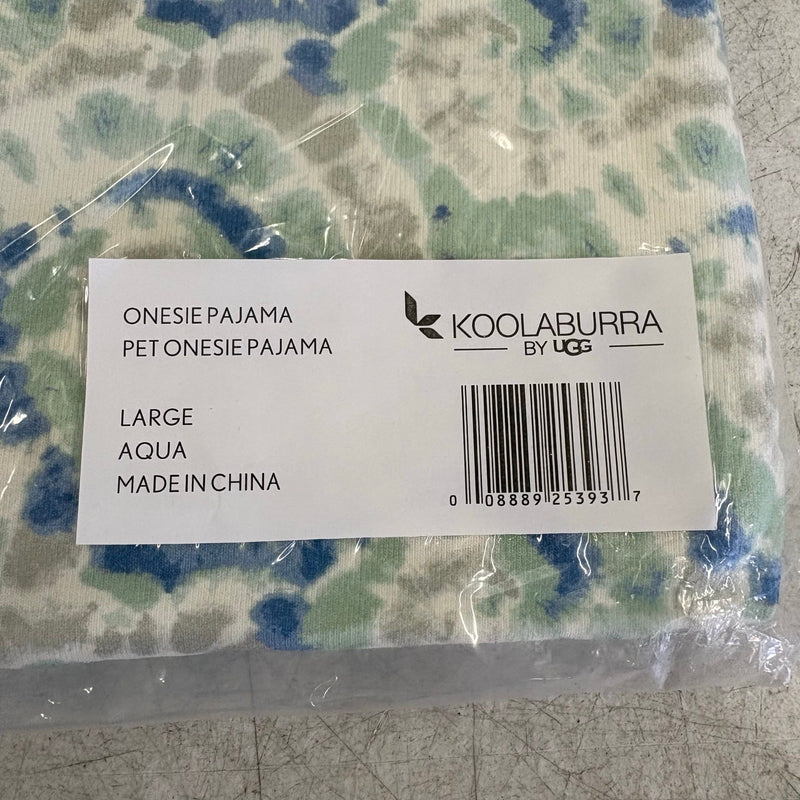 ONESIE PAJAMA
PET ONESIE PAJAMA
LARGE
AQUA
MADE IN CHINA
KOOLABURRA
BY UGG
0 08889 25393 7